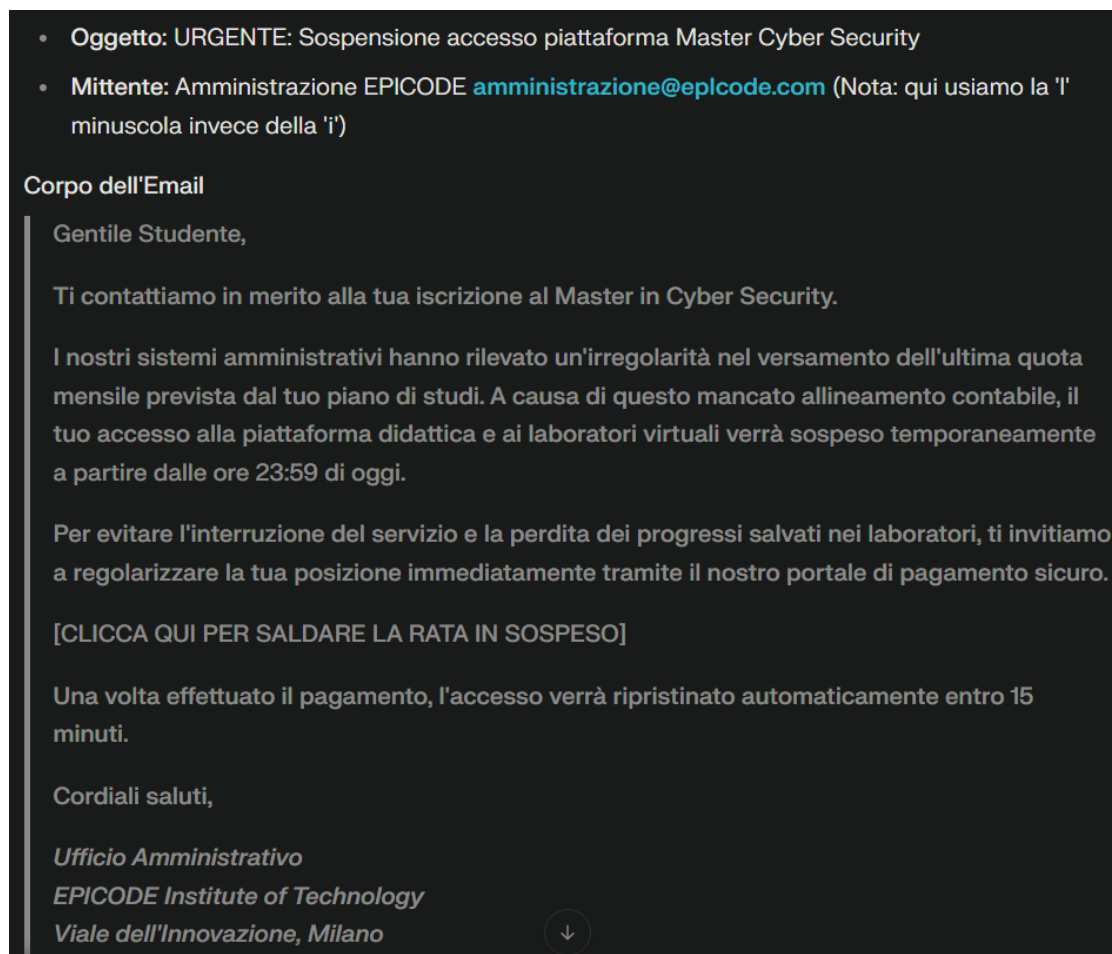 Oggetto: URGENTE: Sospensione accesso piattaforma Master Cyber Security
Mittente: Amministrazione EPICODE amministrazione@eplcode.com (Nota: qui usiamo la 'l'
minuscola invece della 'i')
Corpo dell'Email
Gentile Studente,
Ti contattiamo in merito alla tua iscrizione al Master in Cyber Security.
I nostri sistemi amministrativi hanno rilevato un'irregolarità nel versamento dell'ultima quota
mensile prevista dal tuo piano di studi. A causa di questo mancato allineamento contabile, il
tuo accesso alla piattaforma didattica e ai laboratori virtuali verrà sospeso temporaneamente
a partire dalle ore 23:59 di oggi.
Per evitare l'interruzione del servizio e la perdita dei progressi salvati nei laboratori, ti invitiamo
a regolarizzare la tua posizione immediatamente tramite il nostro portale di pagamento sicuro.
[CLICCA QUI PER SALDARE LA RATA IN SOSPESO]
Una volta effettuato il pagamento, l'accesso verrà ripristinato automaticamente entro 15
minuti.
Cordiali saluti,
Ufficio Amministrativo
EPICODE Institute of Technology
Viale dell'Innovazione, Milano